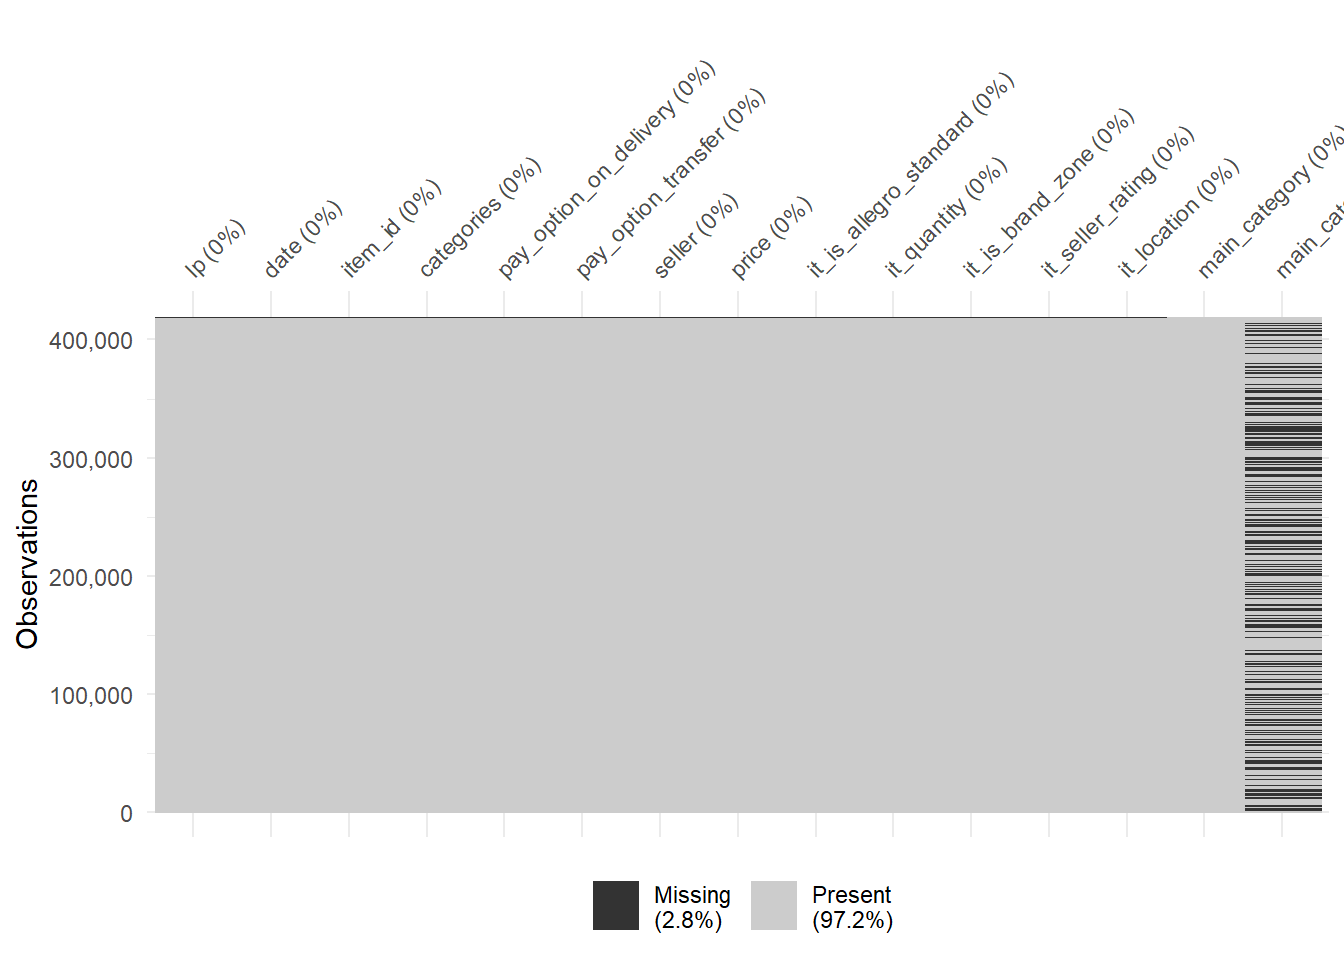 lp (0%)
date (0%)
item_id (0%)
categories (0%)
pay_option_on_delivery (0%)
pay_option_transfer (0%)
seller (0%)
price (0%)
it_is_allegro_standard (0%)
it_quantity (0%)
it_is_brand_zone (0%)
it_seller_rating (0%)
it_location (0%)
main_category (0%)
main_cat
400,000
300,000
200,000
100,000
0
Observations
Missing
(2.8%)
Present
(97.2%)